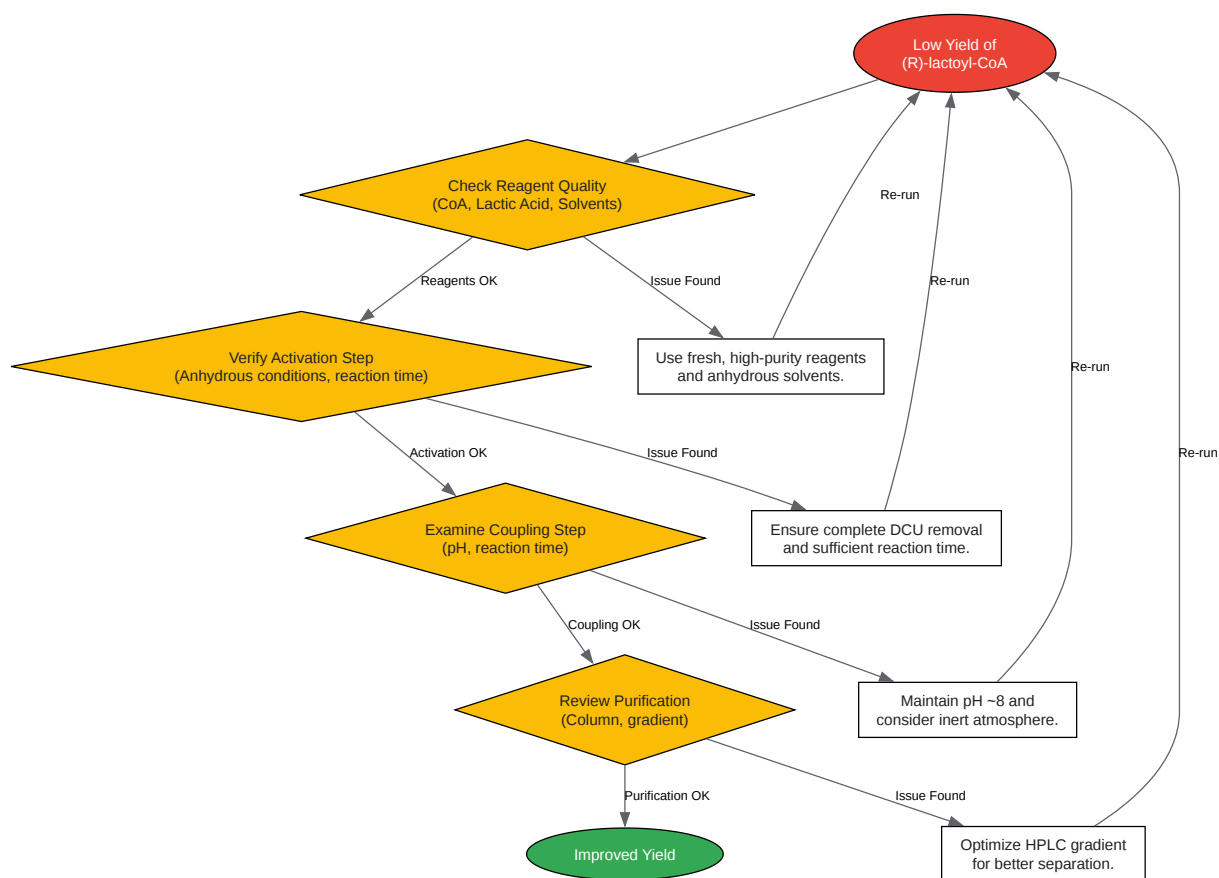 Low Yield of
(R)-lactoyl-CoA
Check Reagent Quality
(CoA, Lactic Acid, Solvents)
Re-run
Reagents OK
Issue Found
Re-run
Verify Activation Step
(Anhydrous conditions, reaction time)
Use fresh, high-purity reagents
and anhydrous solvents.
Re-run
Activation OK
Issue Found
Re-run
Examine Coupling Step
(pH, reaction time)
Ensure complete DCU removal
and sufficient reaction time.
Coupling OK
Issue Found
Review Purification
(Column, gradient)
Maintain pH ~8 and
consider inert atmosphere.
Purification OK
Issue Found
Improved Yield
Optimize HPLC gradient
for better separation.